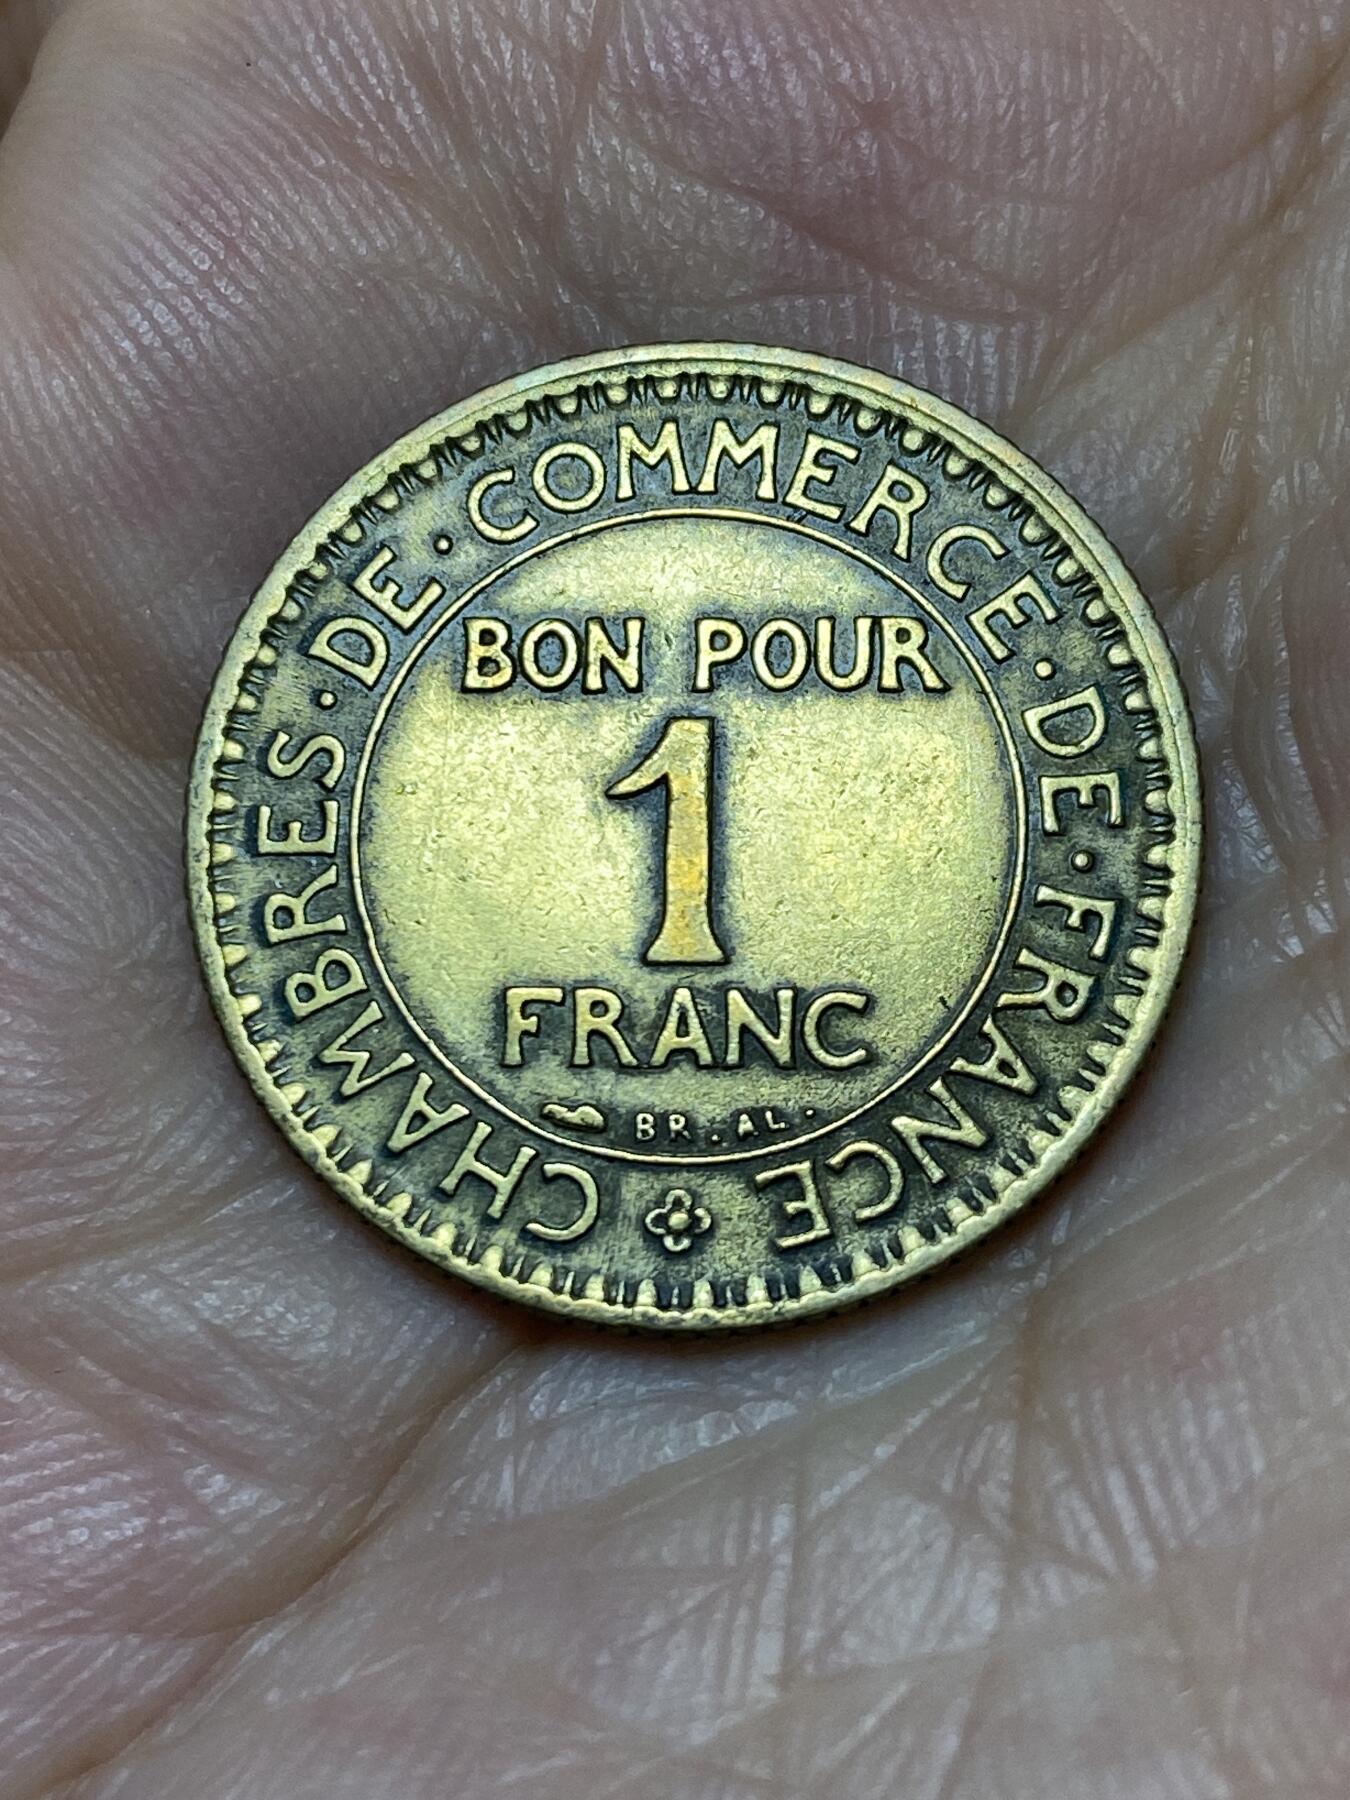 CHAMBRES·DE·COMMERCE·DE·FRANCE
BON POUR
1
FRANC
BR.AL.